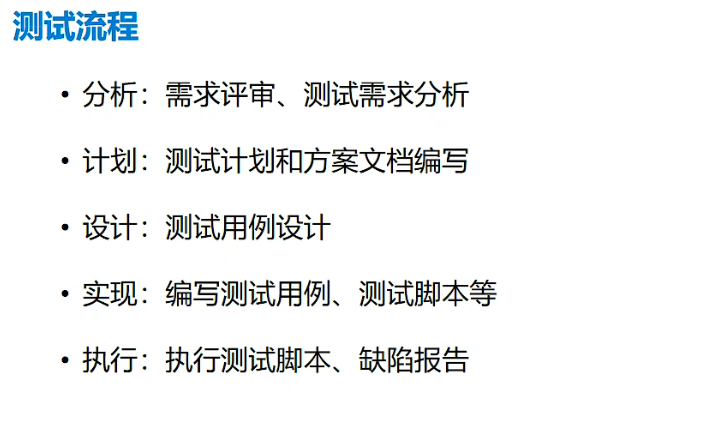 测试流程
• 分析：需求评审、测试需求分析
• 计划：测试计划和方案文档编写
• 设计：测试用例设计
• 实现：编写测试用例、测试脚本等
• 执行：执行测试脚本、缺陷报告